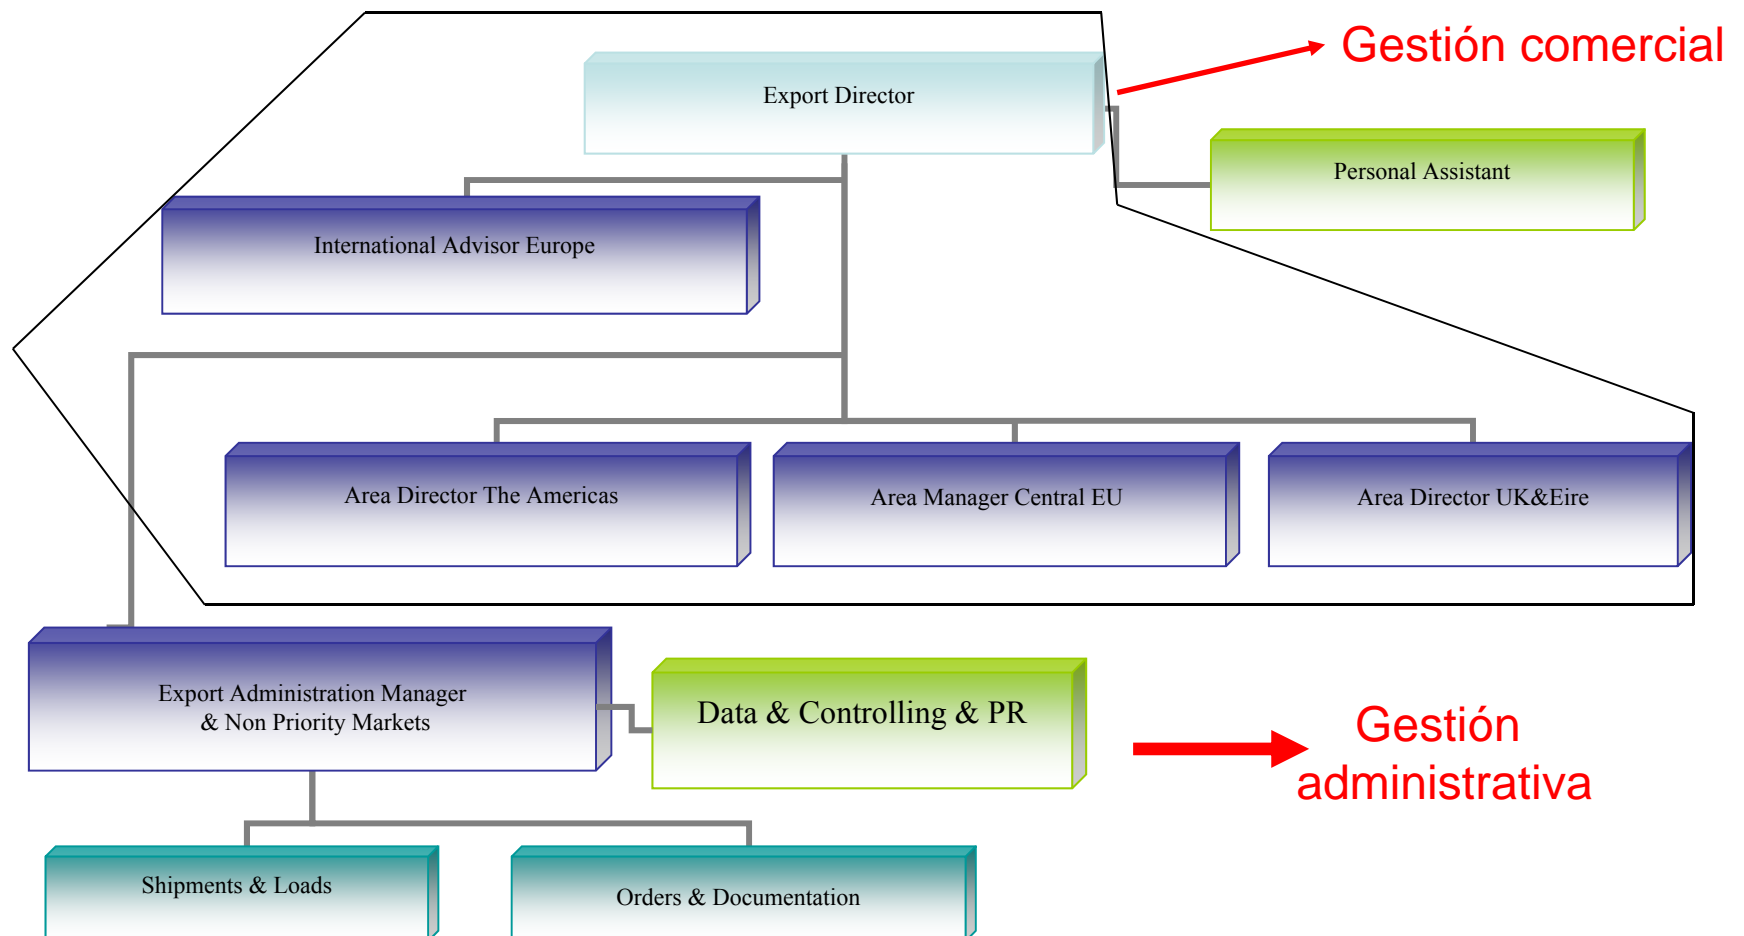 Gestión comercial
Export Director
Personal Assistant
International Advisor Europe
Area Director The Americas
Area Manager Central EU
Area Director UK&Eire
Export Administration Manager
& Non Priority Markets
Data & Controlling & PR
Gestión
administrativa
Shipments & Loads
Orders & Documentation